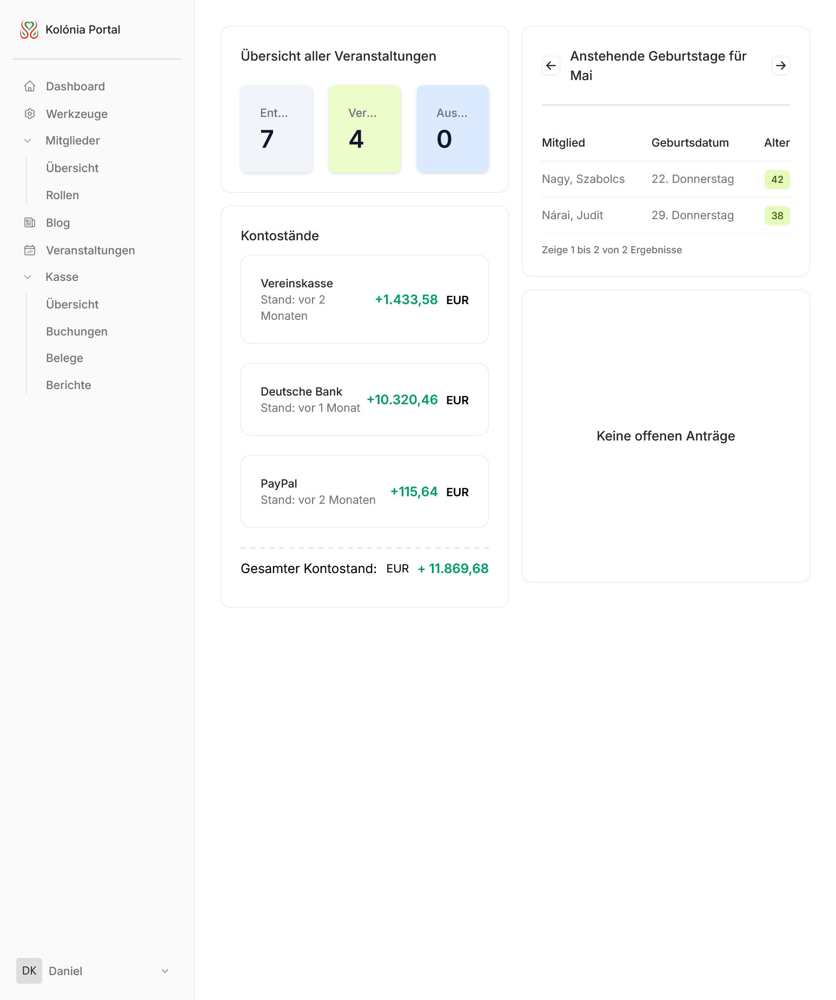 Kolónia Portal
Dashboard
Werkzeuge
Mitglieder
Übersicht
Rollen
Blog
Veranstaltungen
Kasse
Übersicht
Buchungen
Belege
Berichte
DK Daniel
Übersicht aller Veranstaltungen
Ent... Ver... Aus...
7 4 0
Kontostände
Vereinskasse
Stand: vor 2
Monaten
+1.433,58 EUR
Deutsche Bank
Stand: vor 1 Monat
+10.320,46 EUR
PayPal
Stand: vor 2 Monaten
+115,64 EUR
Gesamter Kontostand: EUR + 11.869,68
Anstehende Geburtstage für
Mai
Mitglied Geburtsdatum Alter
Nagy, Szabolcs 22. Donnerstag 42
Nárai, Judit 29. Donnerstag 38
Zeige 1 bis 2 von 2 Ergebnisse
Keine offenen Anträge